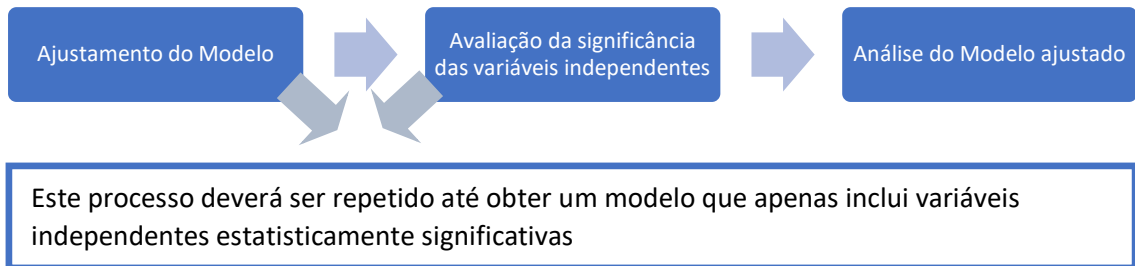 Ajustamento do Modelo
Avaliação da significância
das variáveis independentes
Análise do Modelo ajustado
Este processo deverá ser repetido até obter um modelo que apenas inclui variáveis
independentes estatisticamente significativas